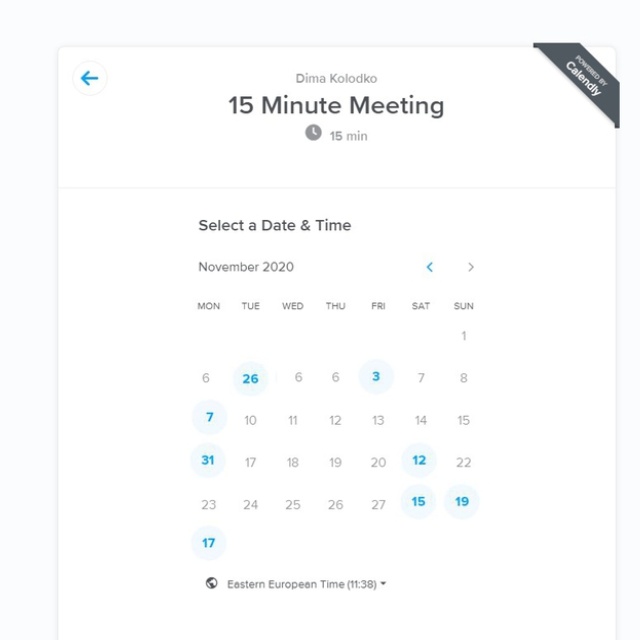 Dima Kolodko
15 Minute Meeting
15 min
POWERED BY
Calendly
Select a Date & Time
November 2020
MON TUE WED THU FRI SAT SUN
1
6 26 6 6 3 7 8
7 10 11 12 13 14 15
31 17 18 19 20 12 22
23 24 25 26 27 15 19
17
Eastern European Time (11:38)